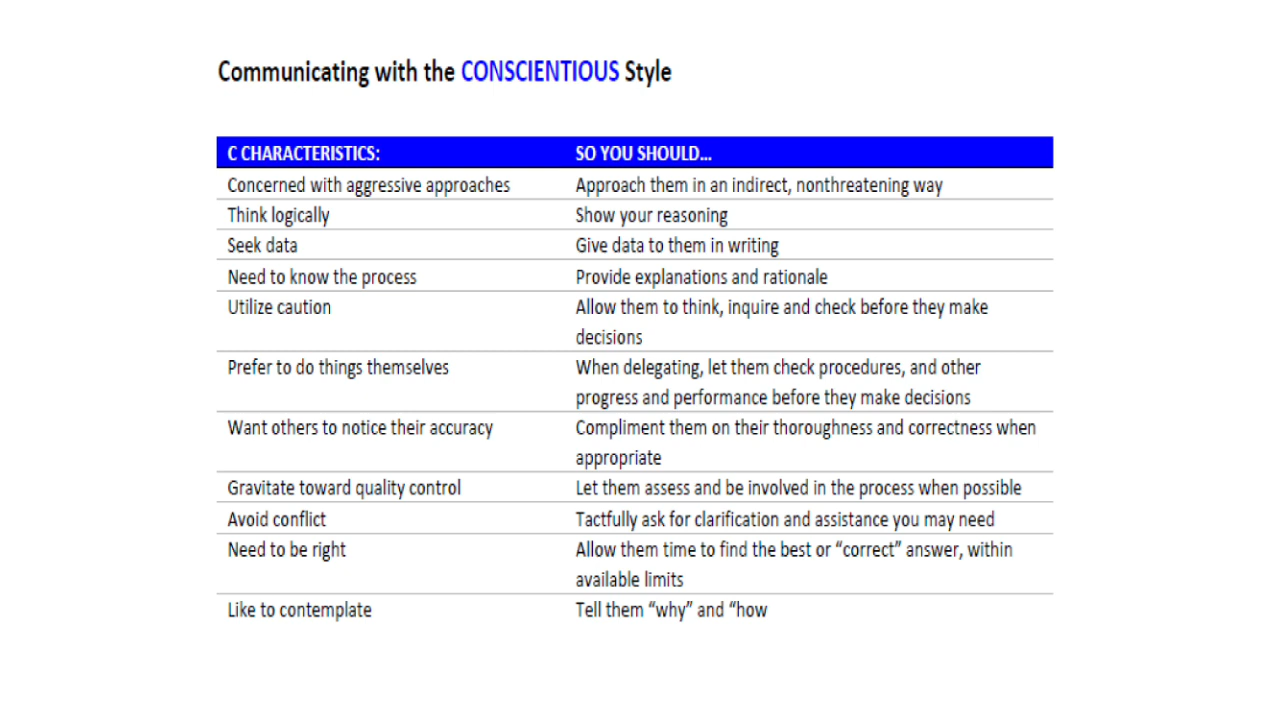 Communicating with the CONSCIENTIOUS Style
C CHARACTERISTICS: SO YOU SHOULD...
Concerned with aggressive approaches Approach them in an indirect, nonthreatening way
Think logically Show your reasoning
Seek data Give data to them in writing
Need to know the process Provide explanations and rationale
Utilize caution Allow them to think, inquire and check before they make
decisions
Prefer to do things themselves When delegating, let them check procedures, and other
progress and performance before they make decisions
Want others to notice their accuracy Compliment them on their thoroughness and correctness when
appropriate
Gravitate toward quality control Let them assess and be involved in the process when possible
Avoid conflict Tactfully ask for clarification and assistance you may need
Need to be right Allow them time to find the best or “correct” answer, within
available limits
Like to contemplate Tell them “why” and “how